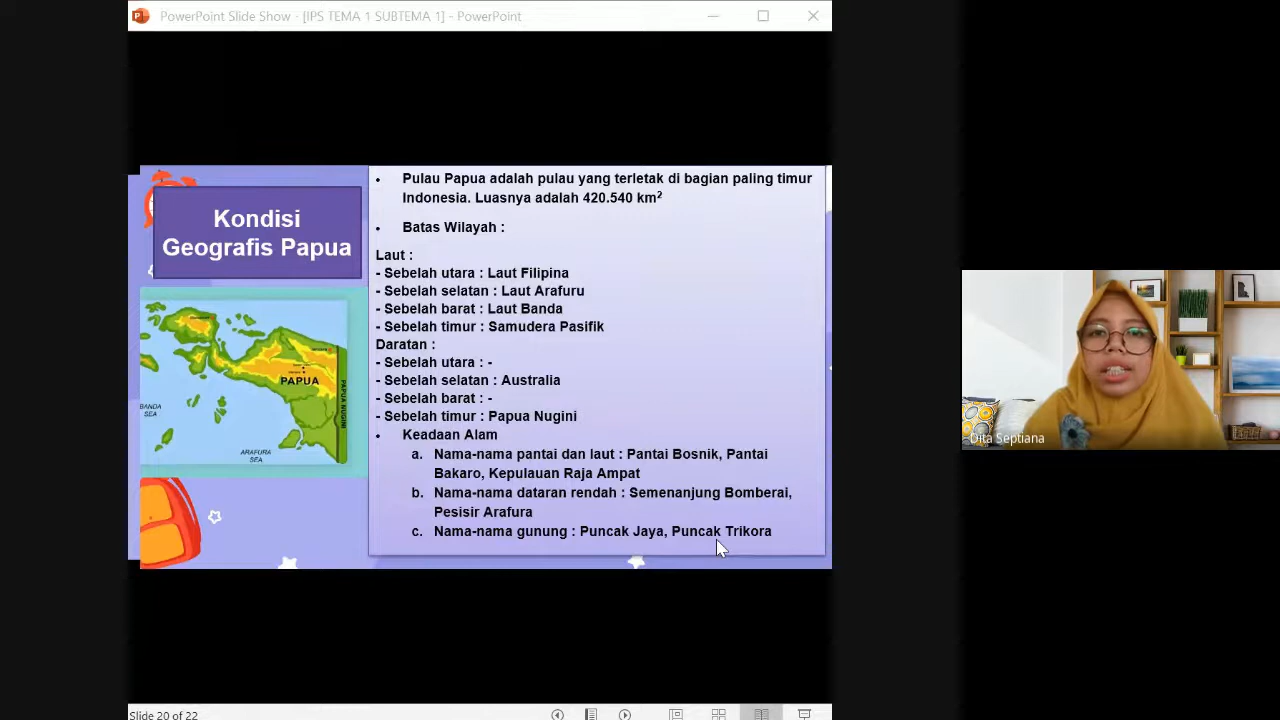 PowerPoint Slide Show - [IPS TEMA 1 SUBTEMA 1] - PowerPoint
Kondisi
Geografis Papua
PAPUA
PAPUA NUGINI
BANDA
SEA
ARAFURA
SEA
• Pulau Papua adalah pulau yang terletak di bagian paling timur
Indonesia. Luasnya adalah 420.540 km²
• Batas Wilayah :
Laut :
- Sebelah utara : Laut Filipina
- Sebelah selatan : Laut Arafuru
- Sebelah barat : Laut Banda
- Sebelah timur : Samudera Pasifik
Daratan :
- Sebelah utara : -
- Sebelah selatan : Australia
- Sebelah barat : -
- Sebelah timur : Papua Nugini
• Keadaan Alam
a. Nama-nama pantai dan laut : Pantai Bosnik, Pantai
Bakaro, Kepulauan Raja Ampat
b. Nama-nama dataran rendah : Semenanjung Bomberai,
Pesisir Arafura
c. Nama-nama gunung : Puncak Jaya, Puncak Trikora
Dita Septiana
Slide 20 of 22